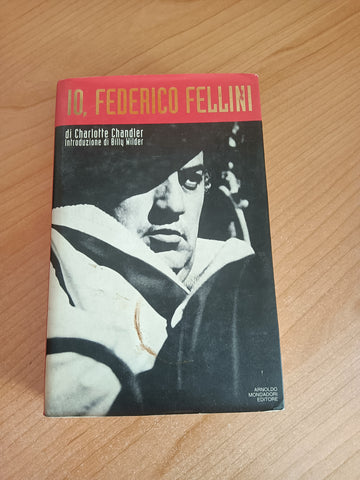 IO, FEDERICO FELLINI
di Charlotte Chandler
introduzione di Billy Wilder
ARNOLDO
MONDADORI
EDITORE